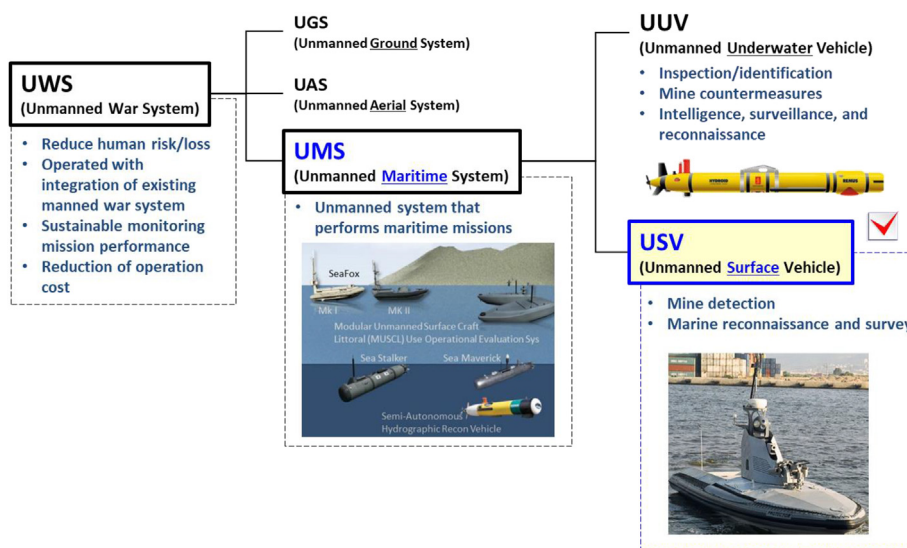 UWS
(Unmanned War System)
• Reduce human risk/loss
• Operated with
integration of existing
manned war system
• Sustainable monitoring
mission performance
• Reduction of operation
cost
UGS
(Unmanned Ground System)
UAS
(Unmanned Aerial System)
UMS
(Unmanned Maritime System)
• Unmanned system that
performs maritime missions
SeaFox
Mk I
MK II
Modular Unmanned Surface Craft
Littoral (MUSCL) Use Operational Evaluation Sys
Sea Stalker
Sea Maverick
Semi-Autonomous
Hydrographic Recon Vehicle
UUV
(Unmanned Underwater Vehicle)
• Inspection/identification
• Mine countermeasures
• Intelligence, surveillance, and
reconnaissance
HYDROID
REMUS
USV
(Unmanned Surface Vehicle)
• Mine detection
• Marine reconnaissance and survey